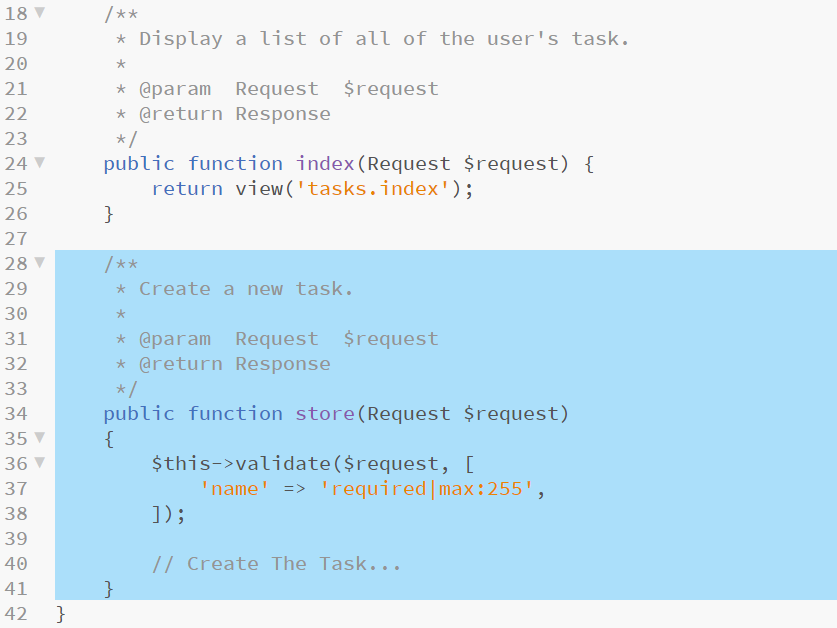 18 /**
19 * Display a list of all of the user's task.
20 *
21 * @param  Request  $request
22 * @return Response
23 */
24 public function index(Request $request) {
25 return view('tasks.index');
26 }
27
28 /**
29 * Create a new task.
30 *
31 * @param  Request  $request
32 * @return Response
33 */
34 public function store(Request $request)
35 {
36 $this->validate($request, [
37 'name' => 'required|max:255',
38 ]);
39
40 // Create The Task...
41 }
42 }